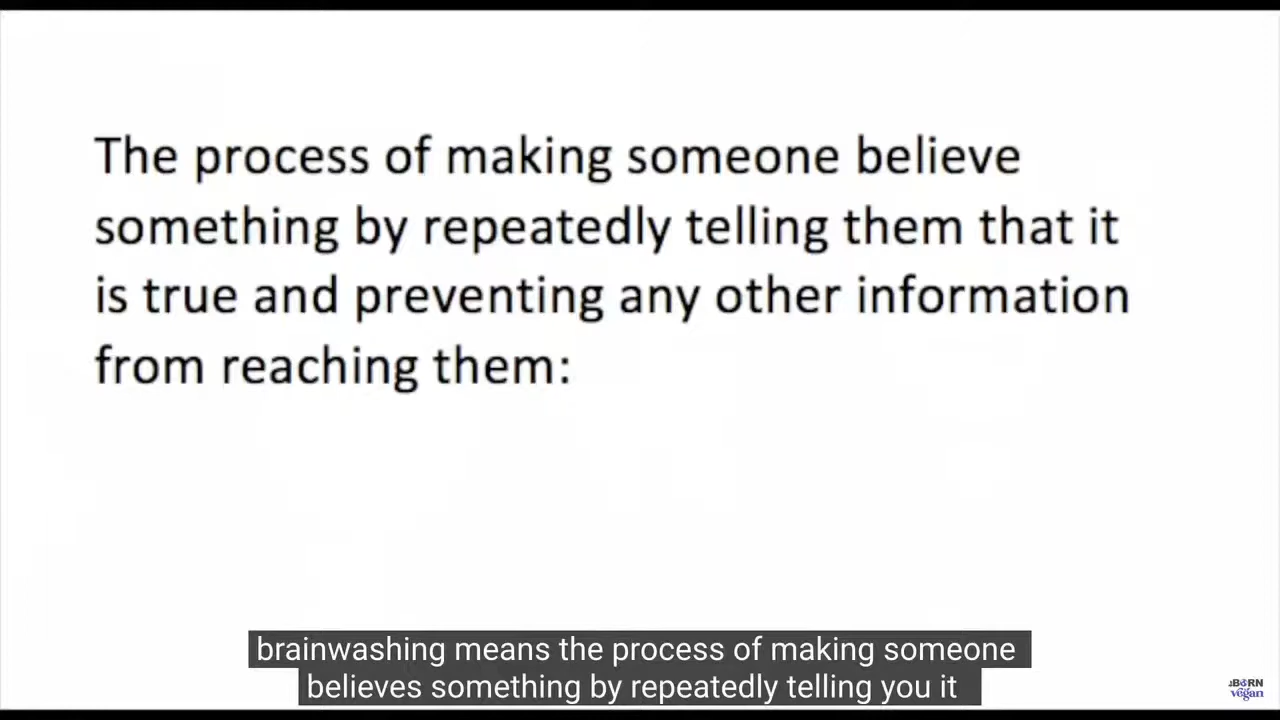 The process of making someone believe
something by repeatedly telling them that it
is true and preventing any other information
from reaching them:
brainwashing means the process of making someone
believes something by repeatedly telling you it
BORN
vegan